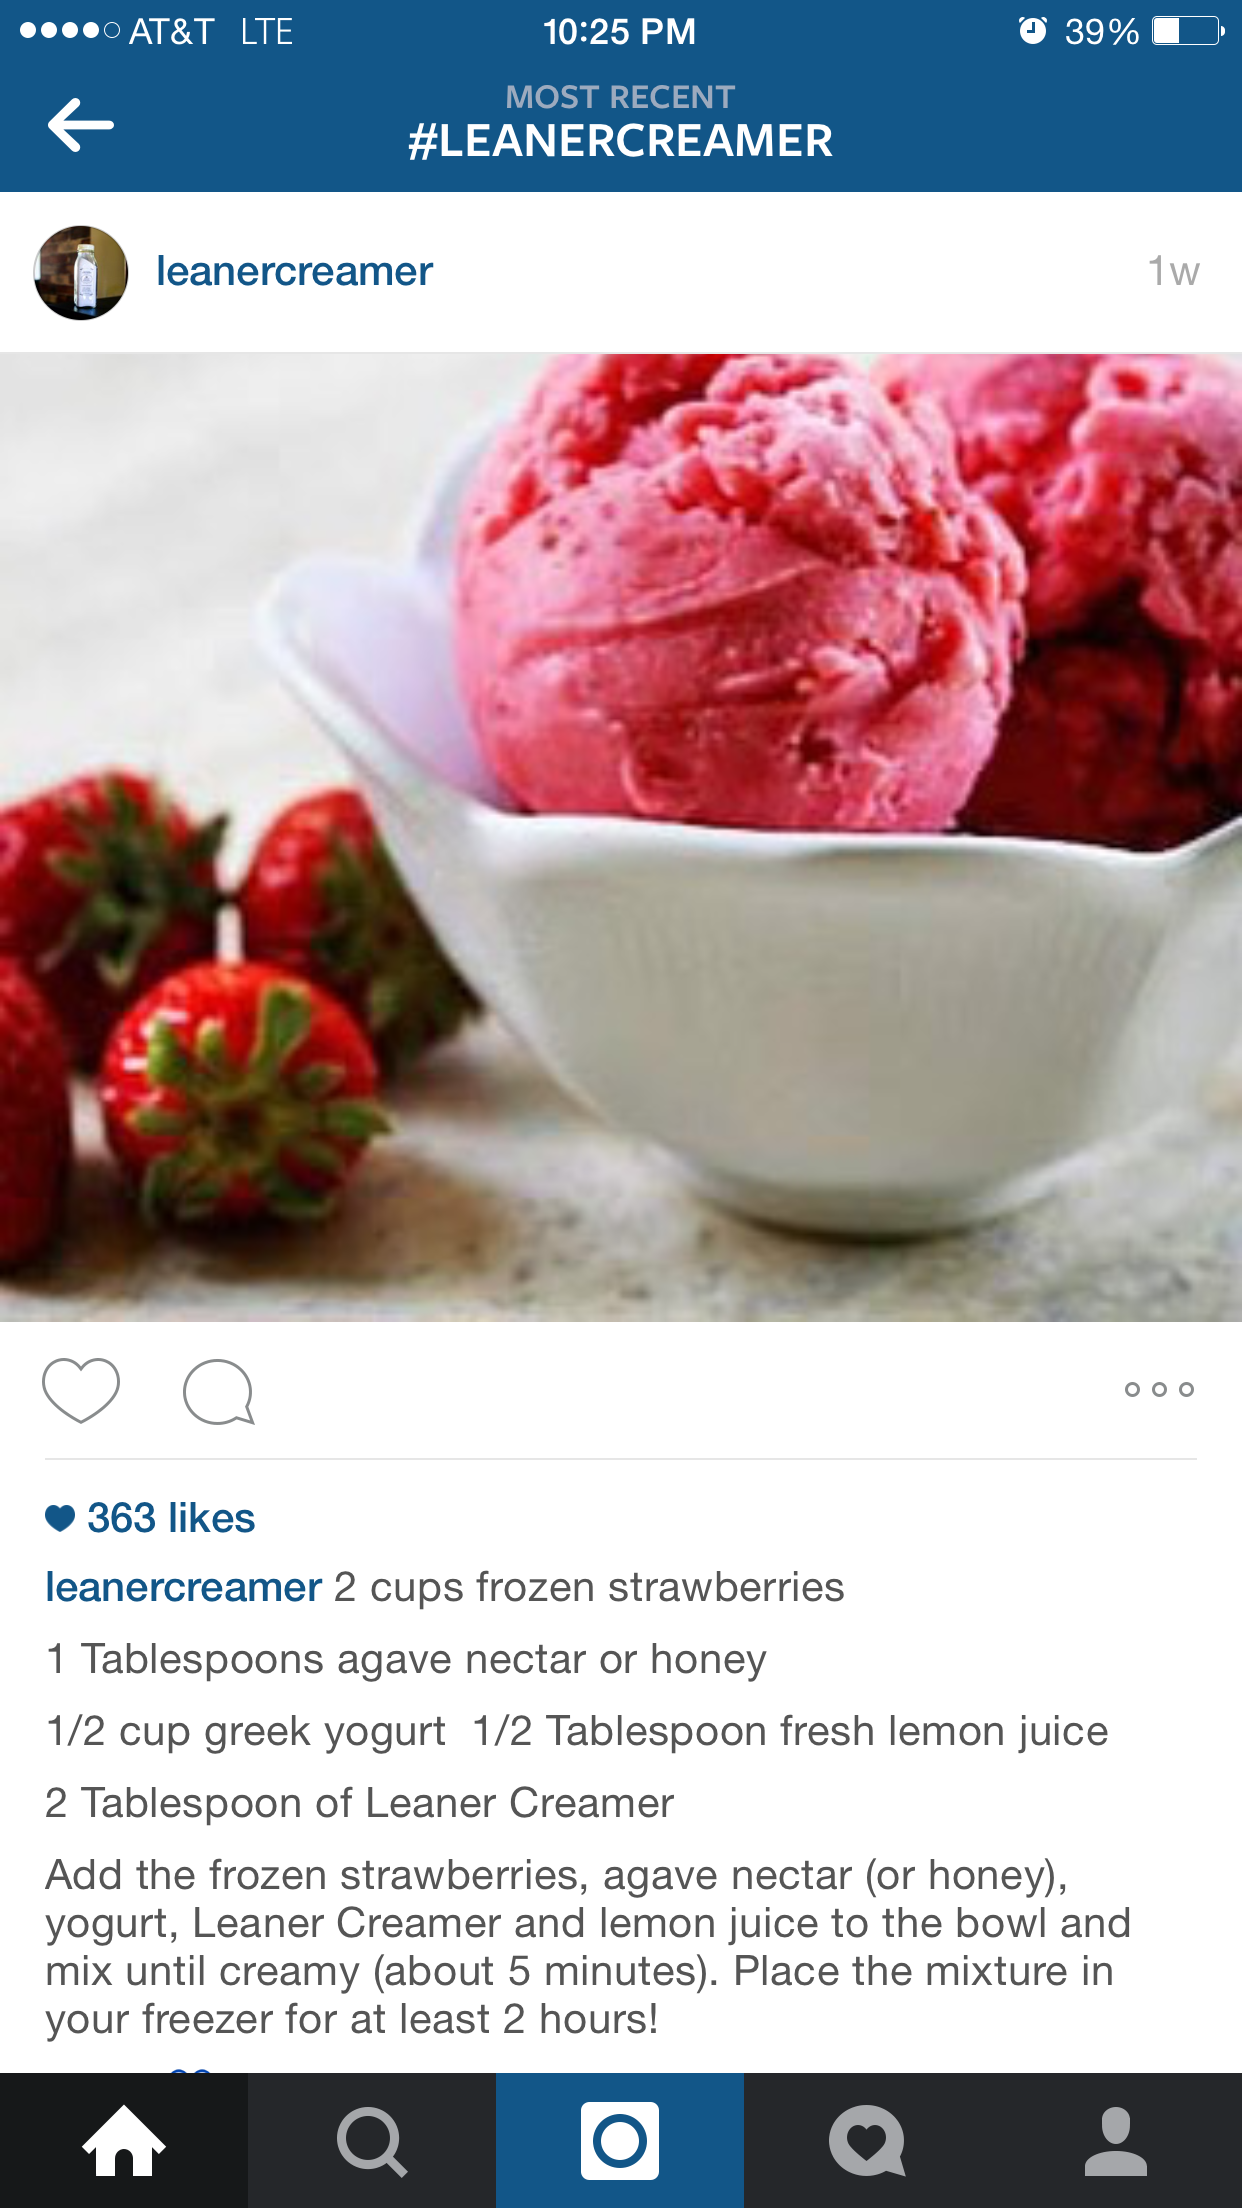 AT&T LTE 10:25 PM 39%
MOST RECENT
#LEANERCREAMER
leanercreamer 1w
363 likes
leanercreamer 2 cups frozen strawberries
1 Tablespoons agave nectar or honey
1/2 cup greek yogurt  1/2 Tablespoon fresh lemon juice
2 Tablespoon of Leaner Creamer
Add the frozen strawberries, agave nectar (or honey),
yogurt, Leaner Creamer and lemon juice to the bowl and
mix until creamy (about 5 minutes). Place the mixture in
your freezer for at least 2 hours!